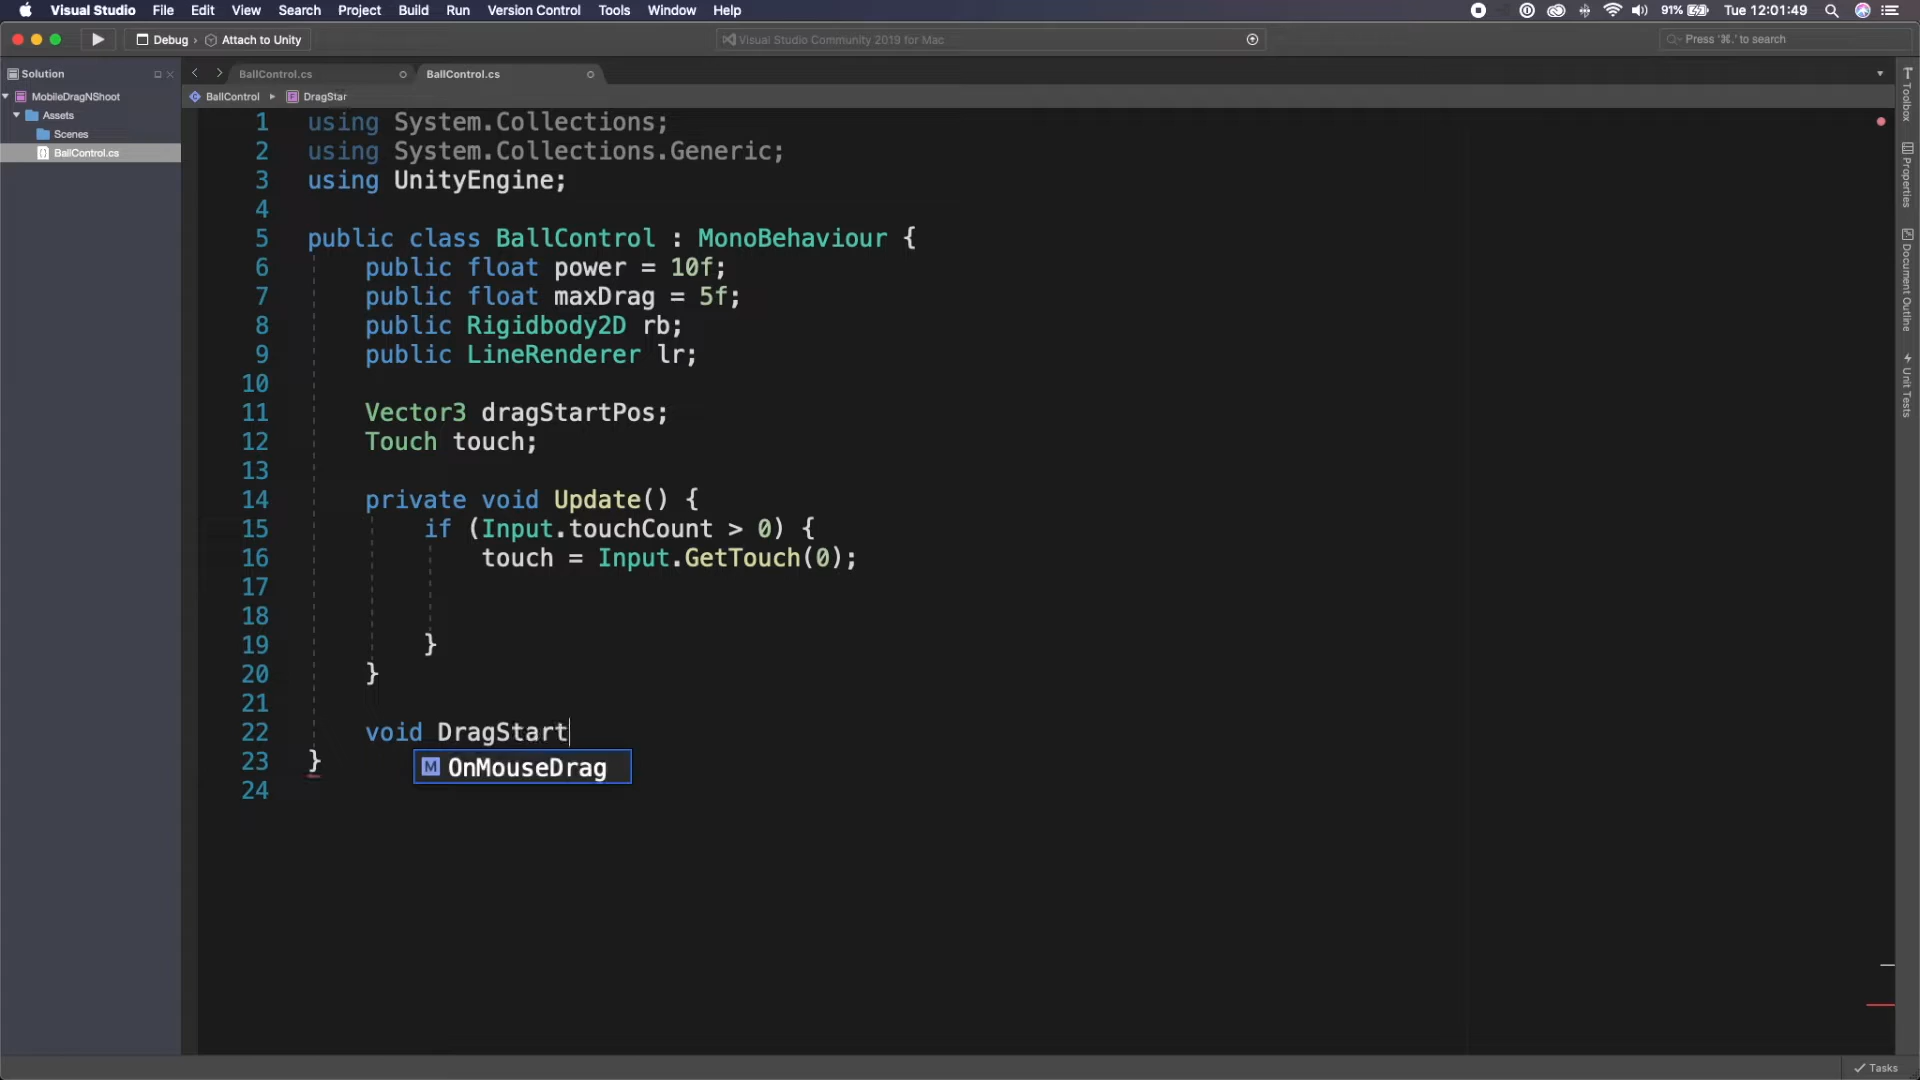 Visual Studio File Edit View Search Project Build Run Version Control Tools Window Help 91% Tue 12:01:49
Debug › Attach to Unity Visual Studio Community 2019 for Mac Press '⌘.' to search
Solution
MobileDragNShoot
Assets
Scenes
BallControl.cs
BallControl.cs BallControl.cs
BallControl DragStar
1 using System.Collections;
2 using System.Collections.Generic;
3 using UnityEngine;
4
5 public class BallControl : MonoBehaviour {
6 public float power = 10f;
7 public float maxDrag = 5f;
8 public Rigidbody2D rb;
9 public LineRenderer lr;
10
11 Vector3 dragStartPos;
12 Touch touch;
13
14 private void Update() {
15 if (Input.touchCount > 0) {
16 touch = Input.GetTouch(0);
17
18
19 }
20 }
21
22 void DragStart
23 }
M OnMouseDrag
24
Toolbox
Properties
Document Outline
Unit Tests
Tasks